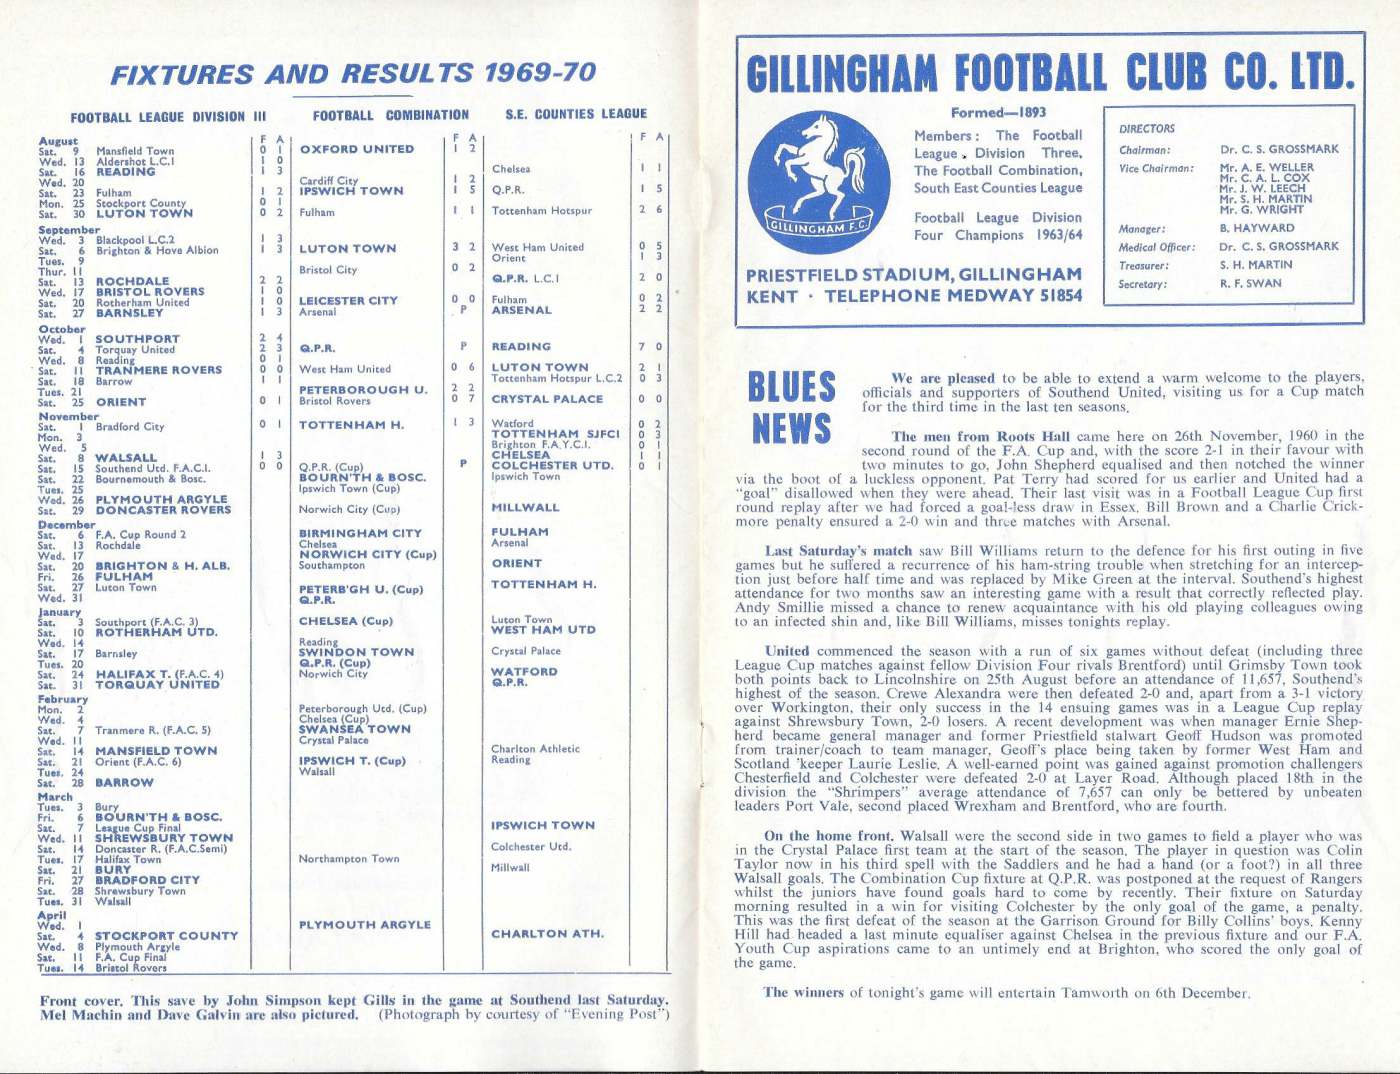 FIXTURES AND RESULTS 1969-70
FOOTBALL LEAGUE DIVISION III FOOTBALL COMBINATION S.E. COUNTIES LEAGUE
F A F A F A
August
Sat. 9 Mansfield Town 0 1 OXFORD UNITED 1 2
Wed. 13 Aldershot L.C.1 1 0
Sat. 16 READING 1 3 Chelsea 1 1
Wed. 20 Cardiff City 1 2
Sat. 23 Fulham 1 2 IPSWICH TOWN 1 5 Q.P.R. 1 5
Mon. 25 Stockport County 0 1
Sat. 30 LUTON TOWN 0 2 Fulham 1 1 Tottenham Hotspur 2 6
September
Wed. 3 Blackpool L.C.2 1 3
Sat. 6 Brighton & Hove Albion 1 3 LUTON TOWN 3 2 West Ham United 0 5
Tues. 9 Orient 1 3
Thur. 11 Bristol City 0 2
Sat. 13 ROCHDALE 2 2 Q.P.R. L.C.1 2 0
Wed. 17 BRISTOL ROVERS 1 0
Sat. 20 Rotherham United 1 0 LEICESTER CITY 0 0 Fulham 0 2
Sat. 27 BARNSLEY 1 3 Arsenal P ARSENAL 2 2
October
Wed. 1 SOUTHPORT 2 4
Sat. 4 Torquay United 2 3 Q.P.R. P READING 7 0
Wed. 8 Reading 0 1
Sat. 11 TRANMERE ROVERS 0 0 West Ham United 0 6 LUTON TOWN 2 1
Sat. 18 Barrow 1 1 Tottenham Hotspur L.C.2 0 3
Tues. 21 PETERBOROUGH U. 2 2
Sat. 25 ORIENT 0 1 Bristol Rovers 0 7 CRYSTAL PALACE 0 0
November
Sat. 1 Bradford City 0 1 TOTTENHAM H. 1 3 Watford 0 2
Mon. 3 TOTTENHAM SJFC1 0 3
Wed. 5 Brighton F.A.Y.C.1. 0 1
Sat. 8 WALSALL 1 3 CHELSEA 1 1
Sat. 15 Southend Utd. F.A.C.1. 0 0 Q.P.R. (Cup) P COLCHESTER UTD. 0 1
Sat. 22 Bournemouth & Bosc. BOURN'TH & BOSC. Ipswich Town
Tues. 25 Ipswich Town (Cup)
Wed. 26 PLYMOUTH ARGYLE
Sat. 29 DONCASTER ROVERS Norwich City (Cup) MILLWALL
December
Sat. 6 F.A. Cup Round 2 BIRMINGHAM CITY FULHAM
Sat. 13 Rochdale Chelsea Arsenal
Wed. 17 NORWICH CITY (Cup)
Sat. 20 BRIGHTON & H. ALB. Southampton ORIENT
Fri. 26 FULHAM
Sat. 27 Luton Town PETERB'GH U. (Cup) TOTTENHAM H.
Wed. 31 Q.P.R.
January
Sat. 3 Southport (F.A.C. 3) CHELSEA (Cup) Luton Town
Sat. 10 ROTHERHAM UTD. WEST HAM UTD
Wed. 14 Reading
Sat. 17 Barnsley SWINDON TOWN Crystal Palace
Tues. 20 Q.P.R. (Cup)
Sat. 24 HALIFAX T. (F.A.C. 4) Norwich City WATFORD
Sat. 31 TORQUAY UNITED Q.P.R.
February
Mon. 2 Peterborough Utd. (Cup)
Wed. 4 Chelsea (Cup)
Sat. 7 Tranmere R. (F.A.C. 5) SWANSEA TOWN
Wed. 11 Crystal Palace
Sat. 14 MANSFIELD TOWN Charlton Athletic
Sat. 21 Orient (F.A.C. 6) IPSWICH T. (Cup) Reading
Tues. 24 Walsall
Sat. 28 BARROW
March
Tues. 3 Bury
Fri. 6 BOURN'TH & BOSC.
Sat. 7 League Cup Final IPSWICH TOWN
Wed. 11 SHREWSBURY TOWN
Sat. 14 Doncaster R. (F.A.C.Semi) Colchester Utd.
Tues. 17 Halifax Town Northampton Town
Sat. 21 BURY Millwall
Fri. 27 BRADFORD CITY
Sat. 28 Shrewsbury Town
Tues. 31 Walsall
April
Wed. 1 PLYMOUTH ARGYLE
Sat. 4 STOCKPORT COUNTY CHARLTON ATH.
Wed. 8 Plymouth Argyle
Sat. 11 F.A. Cup Final
Tues. 14 Bristol Rovers
Front cover. This save by John Simpson kept Gills in the game at Southend last Saturday.
Mel Machin and Dave Galvin are also pictured. (Photograph by courtesy of "Evening Post")
GILLINGHAM FOOTBALL CLUB CO. LTD.
GILLINGHAM F.C.
Formed—1893
Members: The Football
League, Division Three,
The Football Combination,
South East Counties League
Football League Division
Four Champions 1963/64
PRIESTFIELD STADIUM, GILLINGHAM
KENT · TELEPHONE MEDWAY 51854
DIRECTORS
Chairman: Dr. C. S. GROSSMARK
Vice Chairman: Mr. A. E. WELLER
Mr. C. A. L. COX
Mr. J. W. LEECH
Mr. S. H. MARTIN
Mr. G. WRIGHT
Manager: B. HAYWARD
Medical Officer: Dr. C. S. GROSSMARK
Treasurer: S. H. MARTIN
Secretary: R. F. SWAN
BLUES
NEWS
We are pleased to be able to extend a warm welcome to the players,
officials and supporters of Southend United, visiting us for a Cup match
for the third time in the last ten seasons.
The men from Roots Hall came here on 26th November, 1960 in the
second round of the F.A. Cup and, with the score 2-1 in their favour with
two minutes to go, John Shepherd equalised and then notched the winner
via the boot of a luckless opponent. Pat Terry had scored for us earlier and United had a
"goal" disallowed when they were ahead. Their last visit was in a Football League Cup first
round replay after we had forced a goal-less draw in Essex. Bill Brown and a Charlie Crick-
more penalty ensured a 2-0 win and three matches with Arsenal.
Last Saturday's match saw Bill Williams return to the defence for his first outing in five
games but he suffered a recurrence of his ham-string trouble when stretching for an intercep-
tion just before half time and was replaced by Mike Green at the interval. Southend's highest
attendance for two months saw an interesting game with a result that correctly reflected play.
Andy Smillie missed a chance to renew acquaintance with his old playing colleagues owing
to an infected shin and, like Bill Williams, misses tonights replay.
United commenced the season with a run of six games without defeat (including three
League Cup matches against fellow Division Four rivals Brentford) until Grimsby Town took
both points back to Lincolnshire on 25th August before an attendance of 11,657, Southend's
highest of the season. Crewe Alexandra were then defeated 2-0 and, apart from a 3-1 victory
over Workington, their only success in the 14 ensuing games was in a League Cup replay
against Shrewsbury Town, 2-0 losers. A recent development was when manager Ernie Shep-
herd became general manager and former Priestfield stalwart Geoff Hudson was promoted
from trainer/coach to team manager, Geoff's place being taken by former West Ham and
Scotland 'keeper Laurie Leslie. A well-earned point was gained against promotion challengers
Chesterfield and Colchester were defeated 2-0 at Layer Road. Although placed 18th in the
division the "Shrimpers" average attendance of 7,657 can only be bettered by unbeaten
leaders Port Vale, second placed Wrexham and Brentford, who are fourth.
On the home front. Walsall were the second side in two games to field a player who was
in the Crystal Palace first team at the start of the season. The player in question was Colin
Taylor now in his third spell with the Saddlers and he had a hand (or a foot?) in all three
Walsall goals. The Combination Cup fixture at Q.P.R. was postponed at the request of Rangers
whilst the juniors have found goals hard to come by recently. Their fixture on Saturday
morning resulted in a win for visiting Colchester by the only goal of the game, a penalty.
This was the first defeat of the season at the Garrison Ground for Billy Collins' boys. Kenny
Hill had headed a last minute equaliser against Chelsea in the previous fixture and our F.A.
Youth Cup aspirations came to an untimely end at Brighton, who scored the only goal of
the game.
The winners of tonight's game will entertain Tamworth on 6th December.